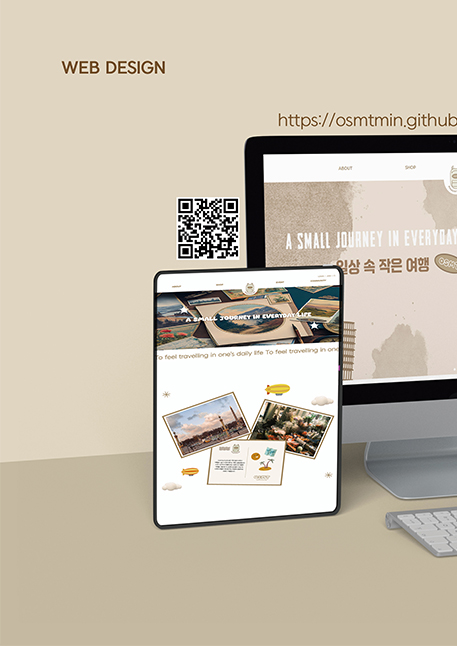 WEB DESIGN
https://osmtmin.github
ABOUT
SHOP
A SMALL JOURNEY IN EVERYDAY
일상 속 작은 여행
A SMALL JOURNEY IN EVERYDAY LIFE
To feel travelling in one's daily life To feel travelling in one